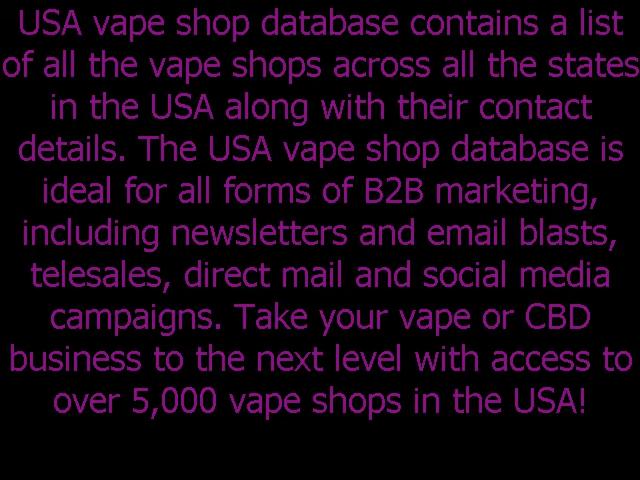 USA vape shop database contains a list
of all the vape shops across all the states
in the USA along with their contact
details. The USA vape shop database is
ideal for all forms of B2B marketing,
including newsletters and email blasts,
telesales, direct mail and social media
campaigns. Take your vape or CBD
business to the next level with access to
over 5,000 vape shops in the USA!